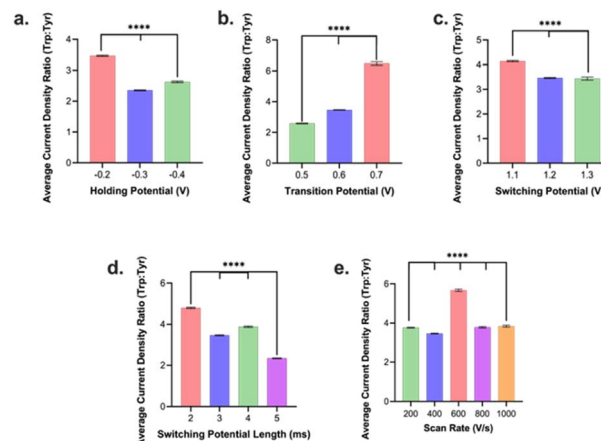 a.
****
Average Current Density Ratio (Trp:Tyr)
4
3
2
1
0
-0.2 -0.3 -0.4
Holding Potential (V)
b.
****
Average Current Density Ratio (Trp:Tyr)
8
6
4
2
0
0.5 0.6 0.7
Transition Potential (V)
c.
****
Average Current Density Ratio (Trp:Tyr)
5
4
3
2
1
0
1.1 1.2 1.3
Switching Potential (V
d.
****
Average Current Density Ratio (Trp:Tyr)
6
4
2
0
2 3 4 5
Switching Potential Length (ms)
e.
****
Average Current Density Ratio (Trp:Tyr)
6
4
2
0
200 400 600 800 1000
Scan Rate (V/s)